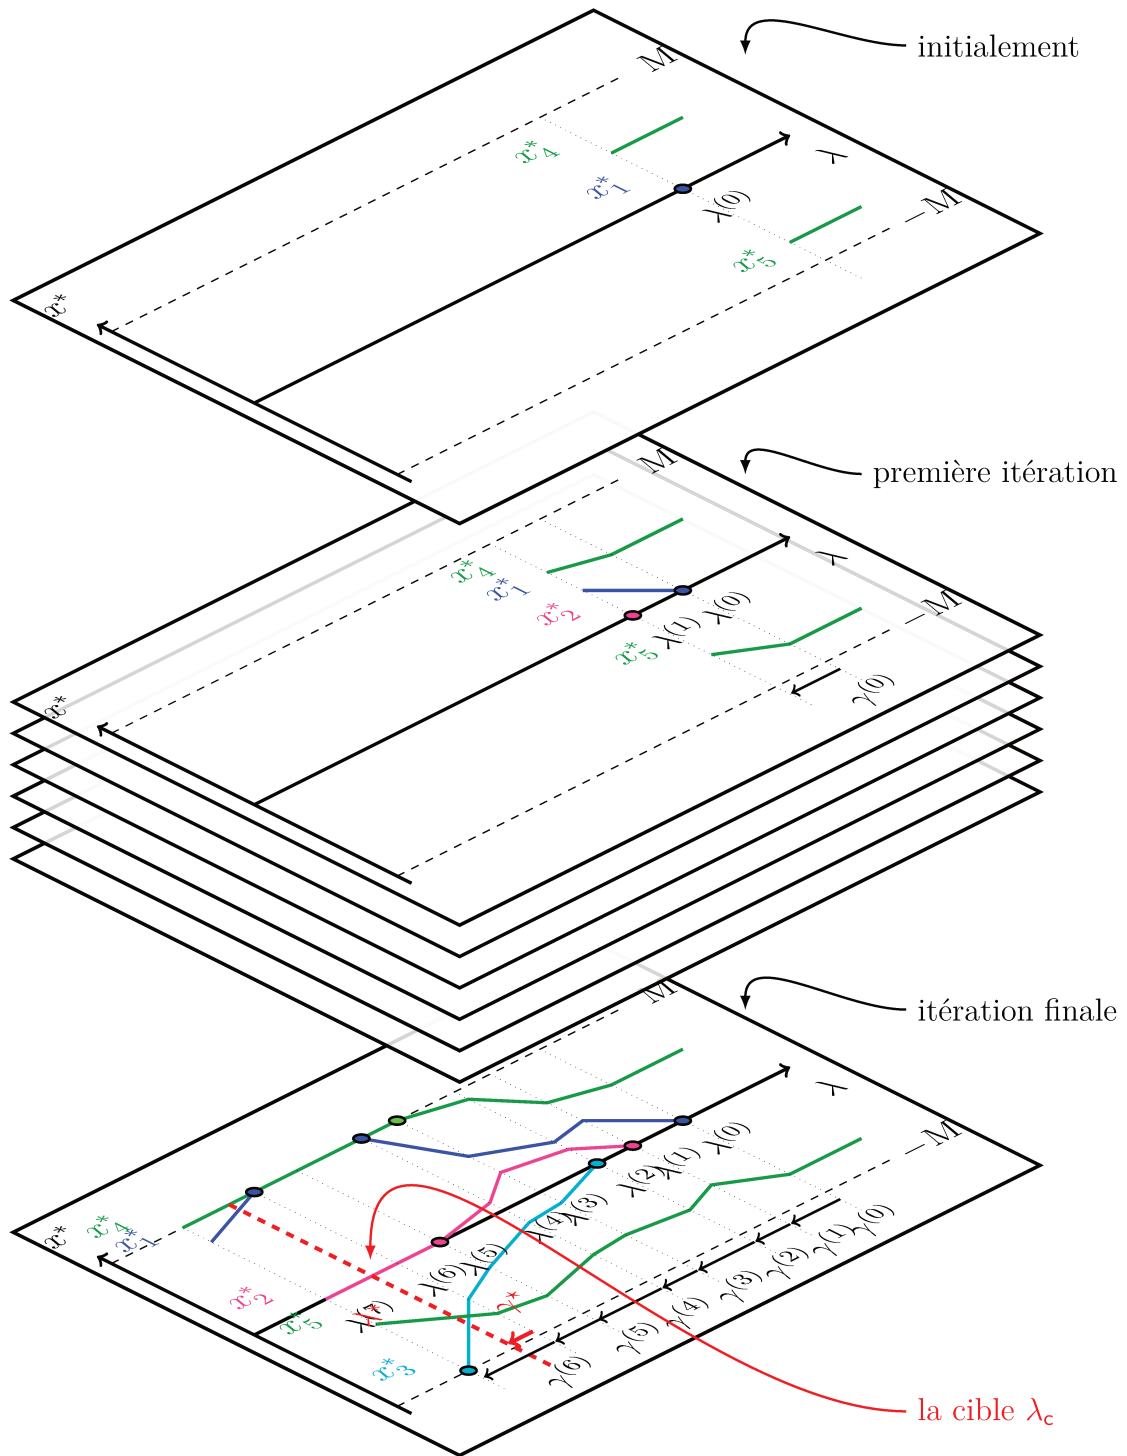 initialement
M
x*4
λ
x*1
λ(0)
−M
x*5
x*
première itération
M
λ
x*4
x*1
x*2
λ(0)
λ(1)
−M
x*5
γ(0)
x*
itération finale
M
λ
λ(0)
−M
λ(1)
λ(2)
λ(3)
λ(4)
γ(0)
x*4
x*1
x*
γ(1)
λ(5)
γ(2)
λ(6)
γ(3)
x*2
γ*
λ(7)
γ(4)
x*5
γ(5)
x*3
γ(6)
la cible λc